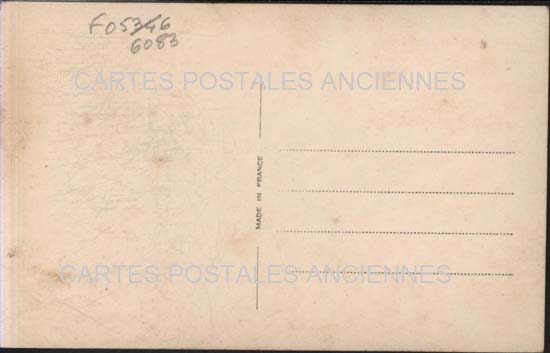 F05346
6083
CARTES POSTALES ANCIENNES
MADE IN FRANCE
CARTES POSTALES ANCIENNES